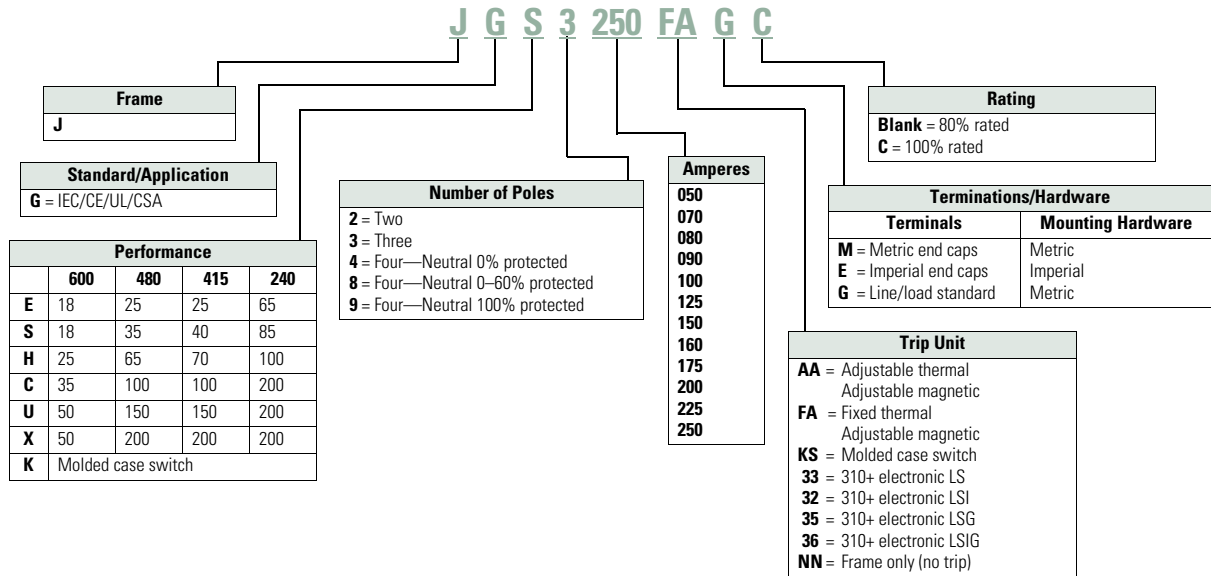 J G S 3 250 FA G C
Frame
J
Standard/Application
G = IEC/CE/UL/CSA
Performance
600 480 415 240
E 18 25 25 65
S 18 35 40 85
H 25 65 70 100
C 35 100 100 200
U 50 150 150 200
X 50 200 200 200
K Molded case switch
Number of Poles
2 = Two
3 = Three
4 = Four—Neutral 0% protected
8 = Four—Neutral 0–60% protected
9 = Four—Neutral 100% protected
Amperes
050
070
080
090
100
125
150
160
175
200
225
250
Rating
Blank = 80% rated
C = 100% rated
Terminations/Hardware
Terminals Mounting Hardware
M = Metric end caps Metric
E = Imperial end caps Imperial
G = Line/load standard Metric
Trip Unit
AA = Adjustable thermal
Adjustable magnetic
FA = Fixed thermal
Adjustable magnetic
KS = Molded case switch
33 = 310+ electronic LS
32 = 310+ electronic LSI
35 = 310+ electronic LSG
36 = 310+ electronic LSIG
NN = Frame only (no trip)